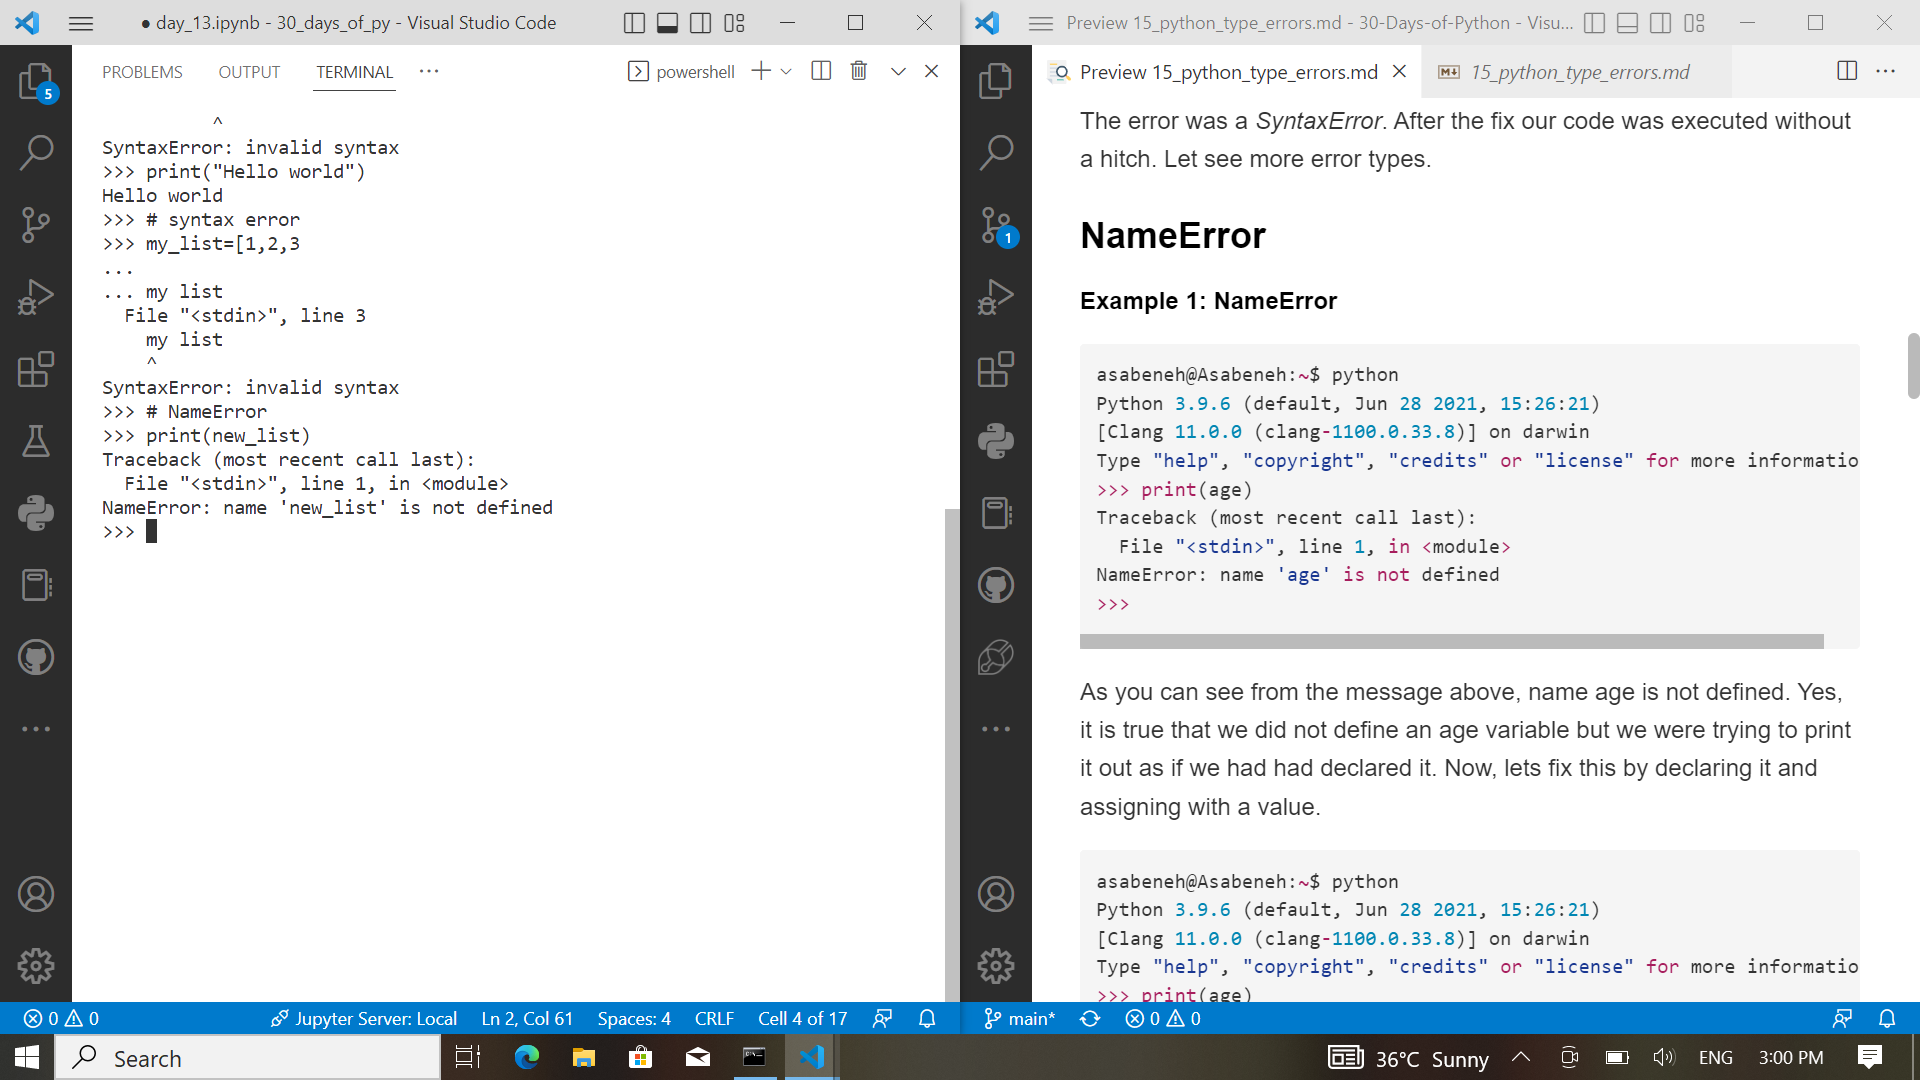 ● day_13.ipynb - 30_days_of_py - Visual Studio Code
PROBLEMS OUTPUT TERMINAL ··· powershell
5
^
SyntaxError: invalid syntax
>>> print("Hello world")
Hello world
>>> # syntax error
>>> my_list=[1,2,3
...
... my list
  File "<stdin>", line 3
    my list
    ^
SyntaxError: invalid syntax
>>> # NameError
>>> print(new_list)
Traceback (most recent call last):
  File "<stdin>", line 1, in <module>
NameError: name 'new_list' is not defined
>>>
0 0 Jupyter Server: Local Ln 2, Col 61 Spaces: 4 CRLF Cell 4 of 17
Preview 15_python_type_errors.md - 30-Days-of-Python - Visu...
Preview 15_python_type_errors.md 15_python_type_errors.md
1
The error was a SyntaxError. After the fix our code was executed without
a hitch. Let see more error types.
NameError
Example 1: NameError
asabeneh@Asabeneh:~$ python
Python 3.9.6 (default, Jun 28 2021, 15:26:21)
[Clang 11.0.0 (clang-1100.0.33.8)] on darwin
Type "help", "copyright", "credits" or "license" for more informatio
>>> print(age)
Traceback (most recent call last):
  File "<stdin>", line 1, in <module>
NameError: name 'age' is not defined
>>>
As you can see from the message above, name age is not defined. Yes,
it is true that we did not define an age variable but we were trying to print
it out as if we had had declared it. Now, lets fix this by declaring it and
assigning with a value.
asabeneh@Asabeneh:~$ python
Python 3.9.6 (default, Jun 28 2021, 15:26:21)
[Clang 11.0.0 (clang-1100.0.33.8)] on darwin
Type "help", "copyright", "credits" or "license" for more informatio
>>> print(age)
main* 0 0
Search 36°C Sunny ENG 3:00 PM